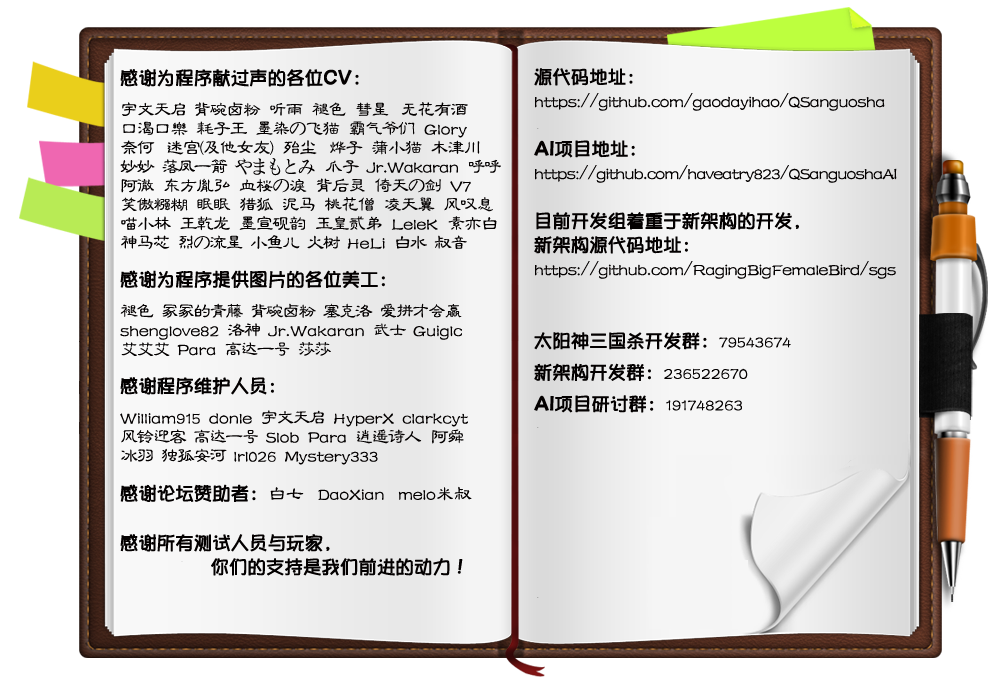 感谢为程序献过声的各位CV：
宇文天启 背碗卤粉 听雨 褪色 彗星 无花有酒
口渴口樂 耗子王 墨染の飞猫 霸气爷们 Glory
奈何 迷宫(及他女友) 殆尘 烨子 蒲小猫 木津川
妙妙 落凤一箭 やまもとみ 爪子 Jr.Wakaran 呼呼
阿澈 东方胤弘 血桜の涙 背后灵 倚天の剑 V7
笑傲糨糊 眠眠 猎狐 泥马 桃花僧 凌天翼 风叹息
喵小林 王乾龙 墨宣砚韵 玉皇贰弟 LeleK 素亦白
神马芯 烈の流星 小鱼儿 火树 HeLi 白水 叔音
感谢为程序提供图片的各位美工：
褪色 冢冢的青藤 背碗卤粉 塞克洛 爱拼才会赢
shenglove82 洛神 Jr.Wakaran 武士 Guigic
艾艾艾 Para 高达一号 莎莎
感谢程序维护人员：
William915 donle 宇文天启 HyperX clarkcyt
风铃迎客 高达一号 Slob Para 逍遥诗人 阿舜
冰羽 独孤安河 lrl026 Mystery333
感谢论坛赞助者：白七 DaoXian melo米叔
感谢所有测试人员与玩家，
你们的支持是我们前进的动力！
源代码地址：
https://github.com/gaodayihao/QSanguosha
AI项目地址：
https://github.com/haveatry823/QSanguoshaAI
目前开发组着重于新架构的开发，
新架构源代码地址：
https://github.com/RagingBigFemaleBird/sgs
太阳神三国杀开发群：79543674
新架构开发群：236522670
AI项目研讨群：191748263